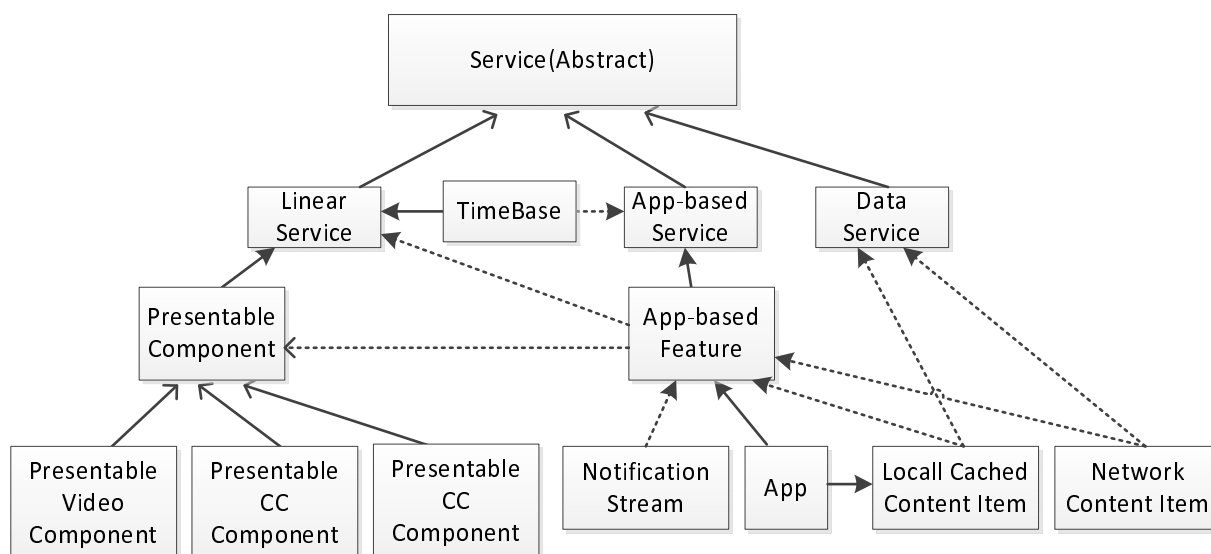 Service(Abstract)
Linear
Service
TimeBase
App-based
Service
Data
Service
Presentable
Component
App-based
Feature
Presentable
Video
Component
Presentable
CC
Component
Presentable
CC
Component
Notification
Stream
App
Locall Cached
Content Item
Network
Content Item